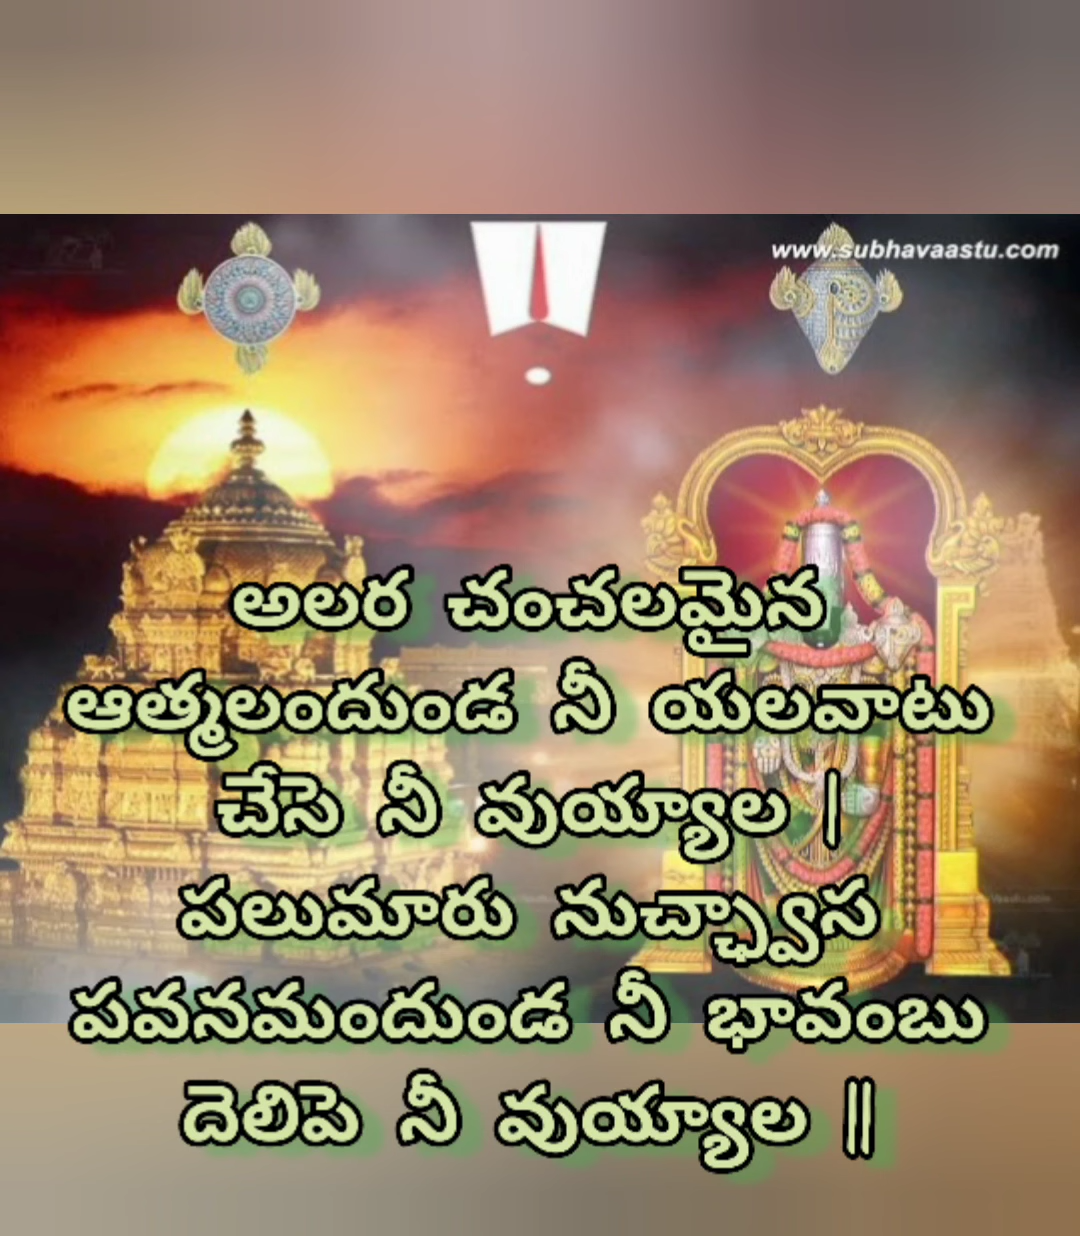 www.subhavaastu.com
అలర చంచలమైన
ఆత్మలందుండ నీ యలవాటు
చేసె నీ వుయ్యాల |
పలుమారు నుచ్ఛ్వాస
పవనమందుండ నీ భావంబు
దెలిపె నీ వుయ్యాల ||